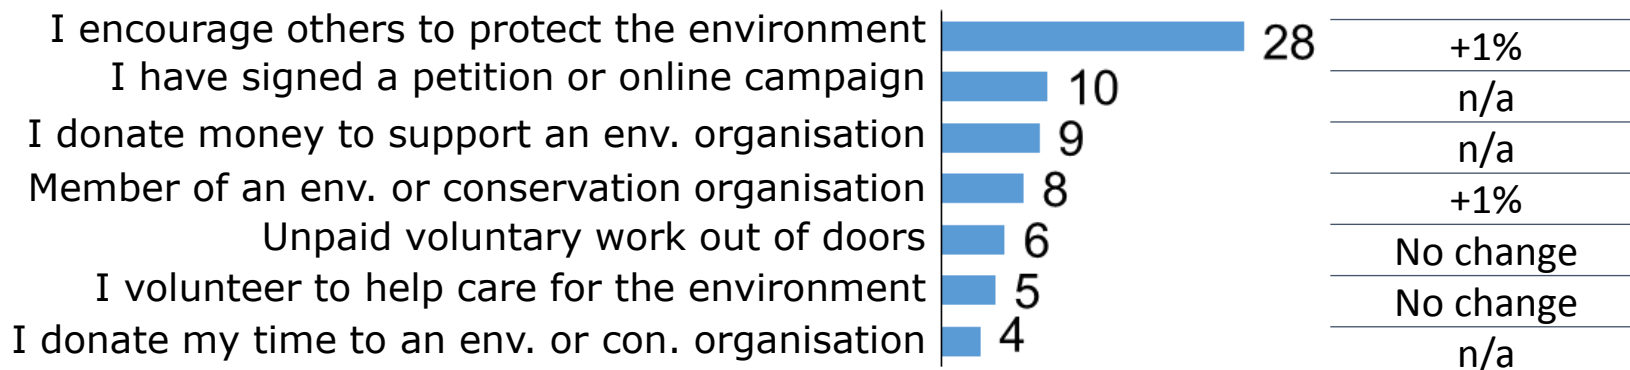 I encourage others to protect the environment 28 +1%
I have signed a petition or online campaign 10 n/a
I donate money to support an env. organisation 9 n/a
Member of an env. or conservation organisation 8 +1%
Unpaid voluntary work out of doors 6 No change
I volunteer to help care for the environment 5 No change
I donate my time to an env. or con. organisation 4 n/a